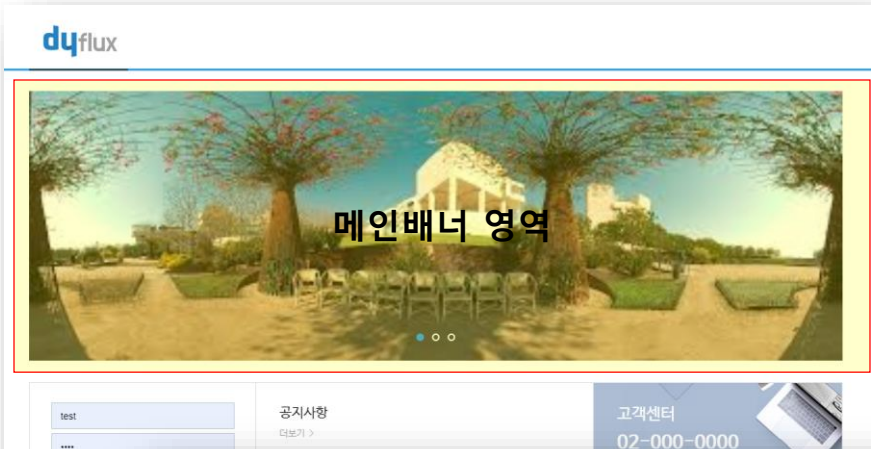 dyflux
메인배너 영역
test
공지사항
더보기 >
고객센터
02-000-0000